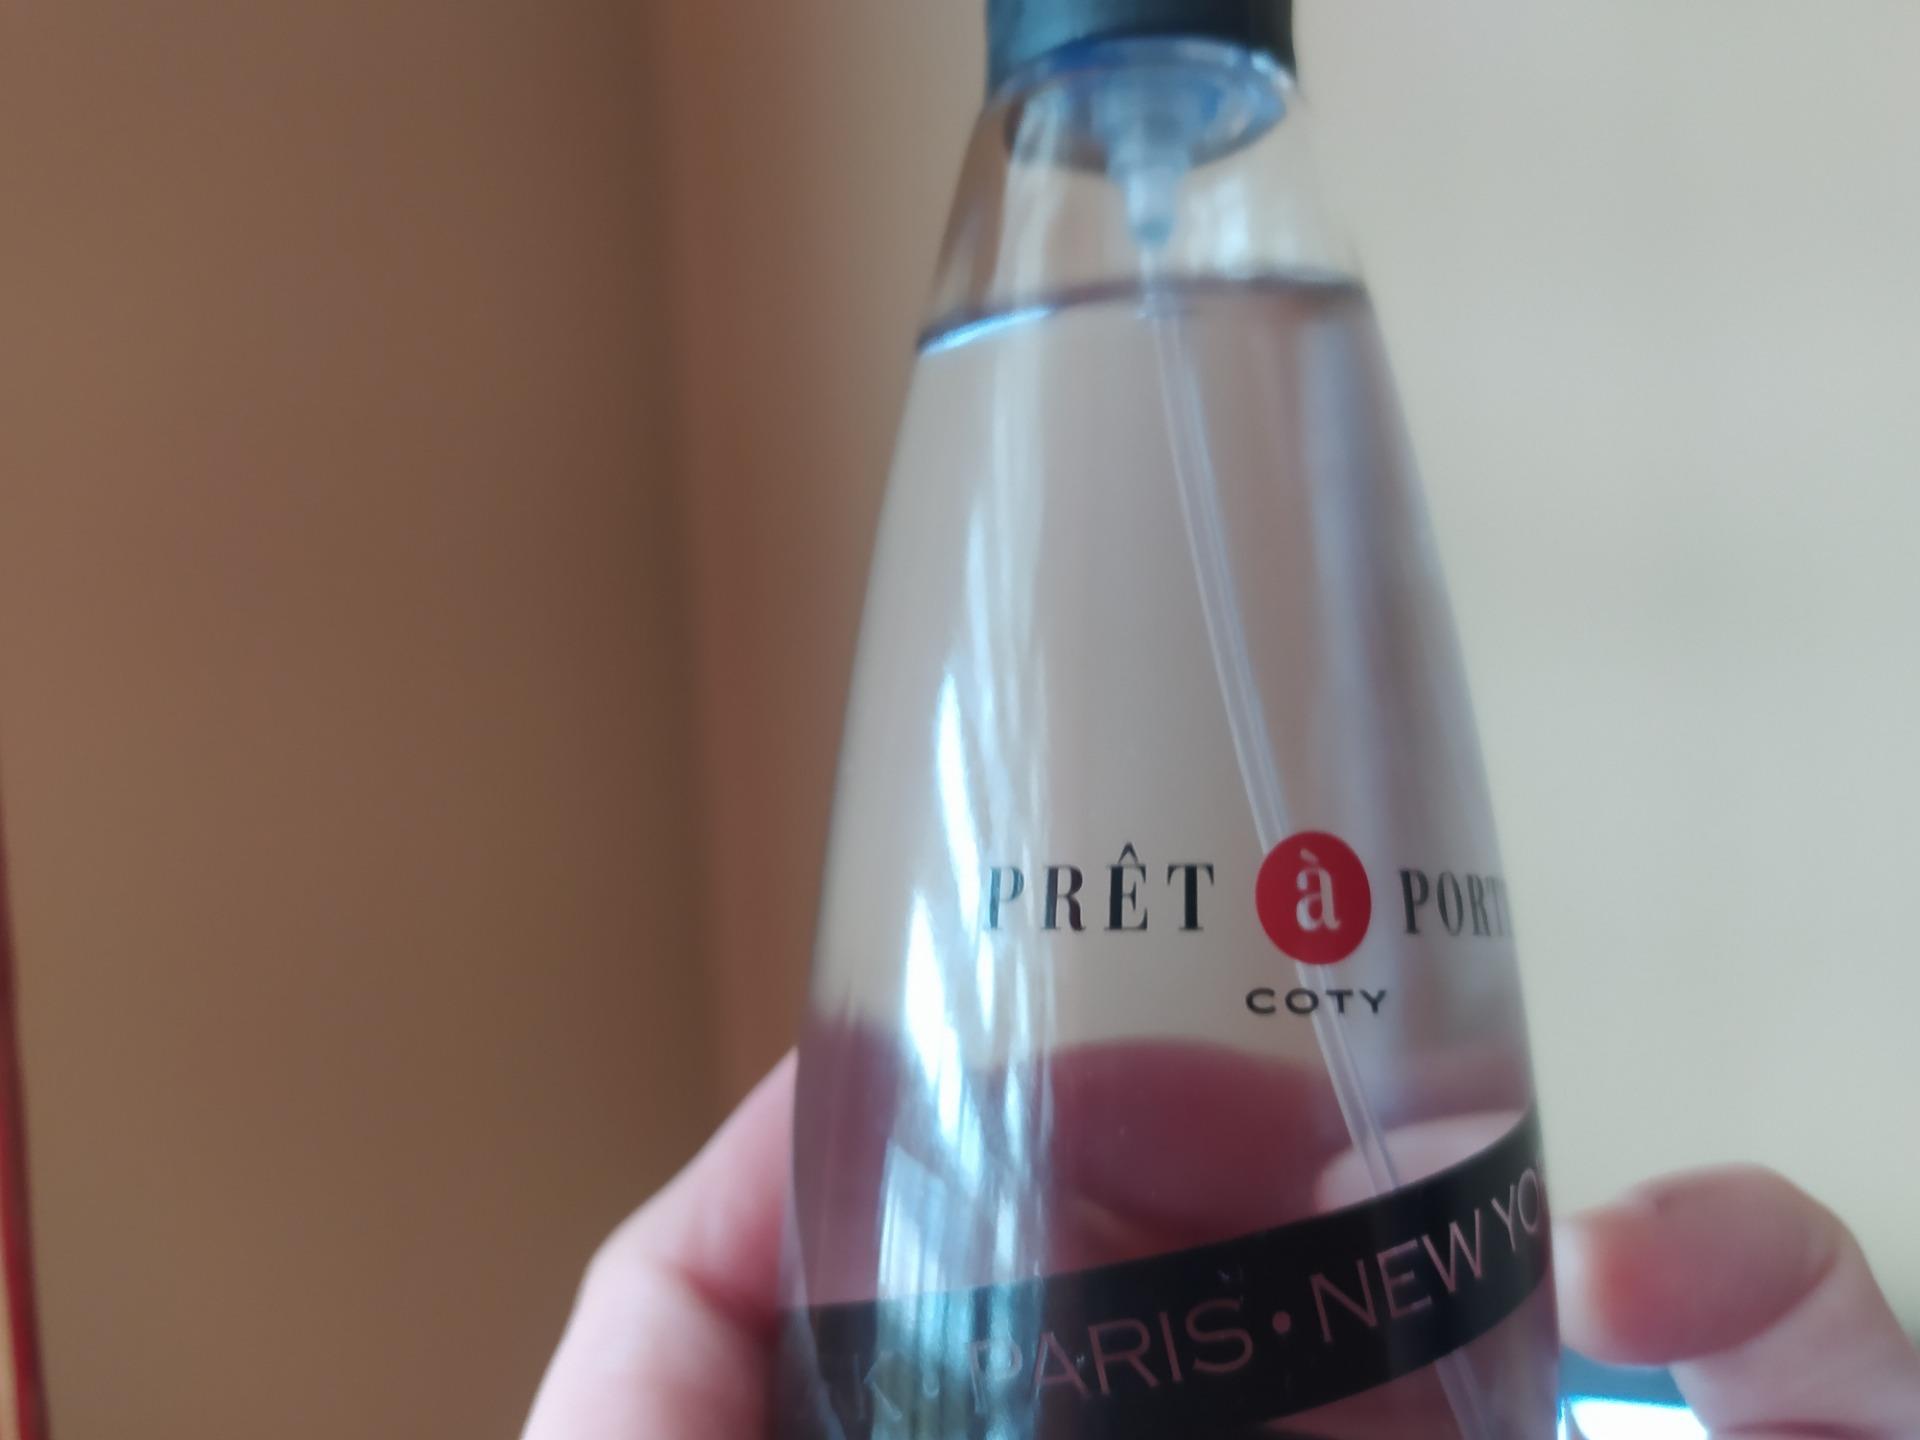 PRÊT à PORT
COTY
K • PARIS • NEW YO